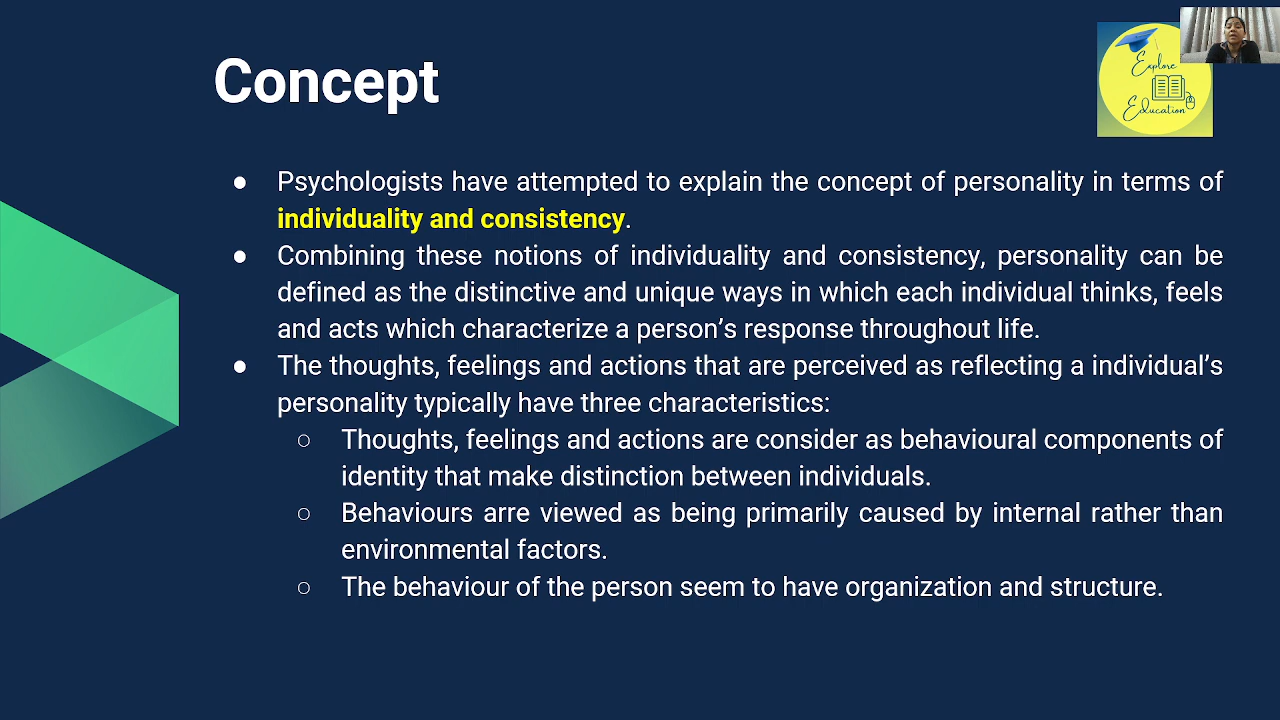 Concept
Explore
Education
● Psychologists have attempted to explain the concept of personality in terms of
individuality and consistency.
● Combining these notions of individuality and consistency, personality can be
defined as the distinctive and unique ways in which each individual thinks, feels
and acts which characterize a person’s response throughout life.
● The thoughts, feelings and actions that are perceived as reflecting a individual’s
personality typically have three characteristics:
○ Thoughts, feelings and actions are consider as behavioural components of
identity that make distinction between individuals.
○ Behaviours arre viewed as being primarily caused by internal rather than
environmental factors.
○ The behaviour of the person seem to have organization and structure.